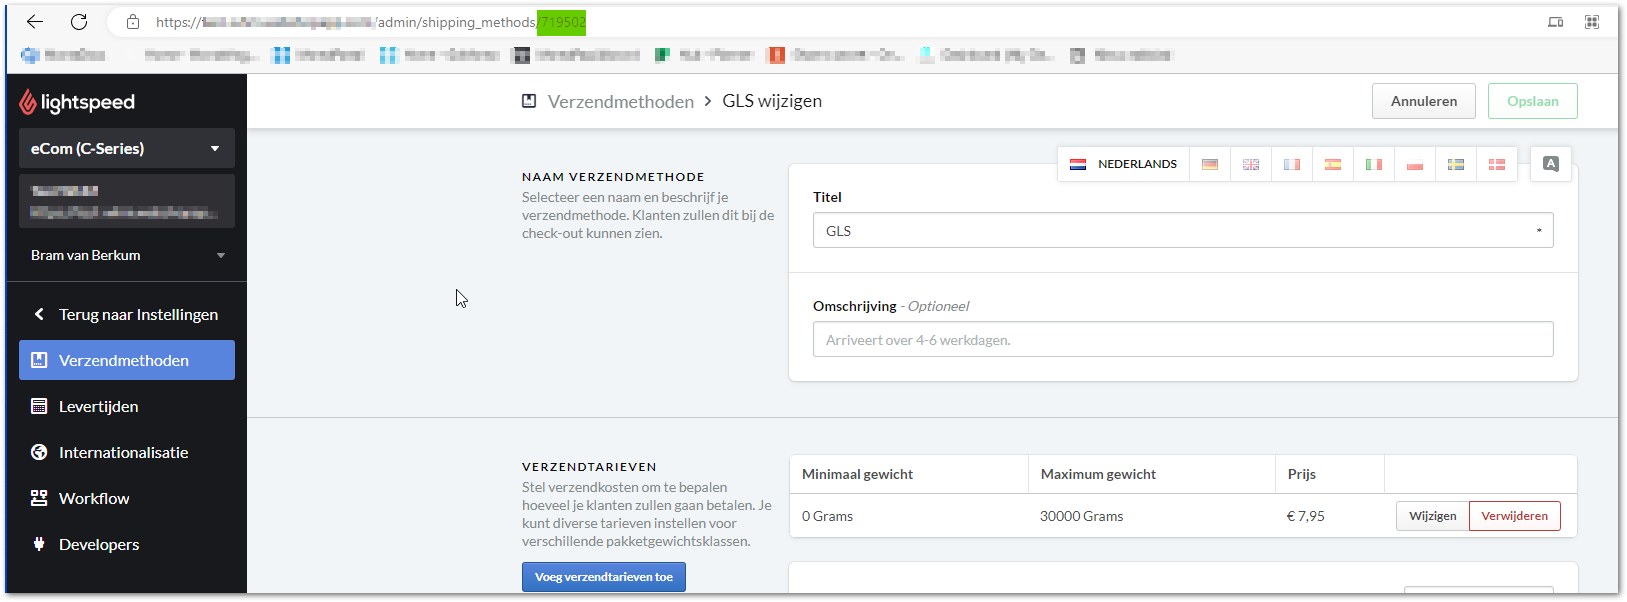 https://
/admin/shipping_methods/719502
lightspeed
eCom (C-Series)
Bram van Berkum
Terug naar Instellingen
Verzendmethoden
Levertijden
Internationalisatie
Workflow
Developers
Verzendmethoden > GLS wijzigen
Annuleren
Opslaan
NAAM VERZENDMETHODE
Selecteer een naam en beschrijf je
verzendmethode. Klanten zullen dit bij de
check-out kunnen zien.
NEDERLANDS
A
Titel
GLS *
Omschrijving - Optioneel
Arriveert over 4-6 werkdagen.
VERZENDTARIEVEN
Stel verzendkosten om te bepalen
hoeveel je klanten zullen gaan betalen. Je
kunt diverse tarieven instellen voor
verschillende pakketgewichtsklassen.
Voeg verzendtarieven toe
Minimaal gewicht Maximum gewicht Prijs
0 Grams 30000 Grams € 7,95 Wijzigen Verwijderen